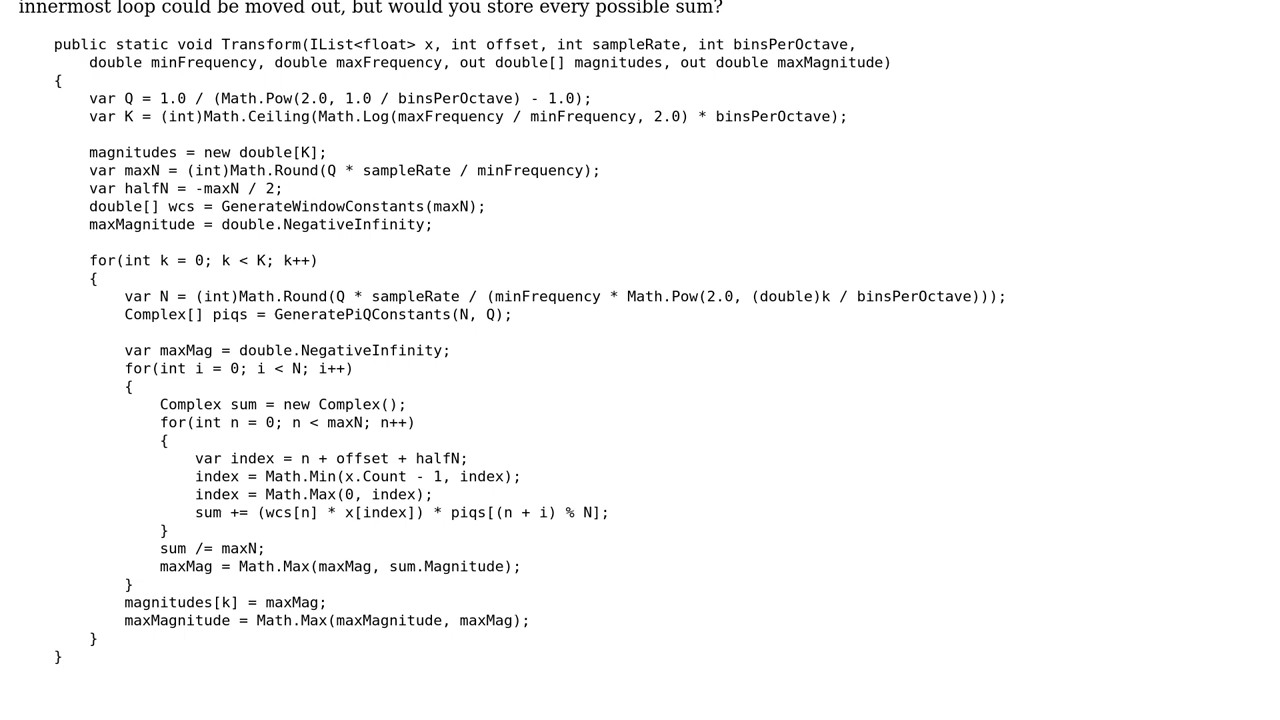 innermost loop could be moved out, but would you store every possible sum?
public static void Transform(IList<float> x, int offset, int sampleRate, int binsPerOctave,
double minFrequency, double maxFrequency, out double[] magnitudes, out double maxMagnitude)
{
var Q = 1.0 / (Math.Pow(2.0, 1.0 / binsPerOctave) - 1.0);
var K = (int)Math.Ceiling(Math.Log(maxFrequency / minFrequency, 2.0) * binsPerOctave);
magnitudes = new double[K];
var maxN = (int)Math.Round(Q * sampleRate / minFrequency);
var halfN = -maxN / 2;
double[] wcs = GenerateWindowConstants(maxN);
maxMagnitude = double.NegativeInfinity;
for(int k = 0; k < K; k++)
{
var N = (int)Math.Round(Q * sampleRate / (minFrequency * Math.Pow(2.0, (double)k / binsPerOctave)));
Complex[] piqs = GeneratePiQConstants(N, Q);
var maxMag = double.NegativeInfinity;
for(int i = 0; i < N; i++)
{
Complex sum = new Complex();
for(int n = 0; n < maxN; n++)
{
var index = n + offset + halfN;
index = Math.Min(x.Count - 1, index);
index = Math.Max(0, index);
sum += (wcs[n] * x[index]) * piqs[(n + i) % N];
}
sum /= maxN;
maxMag = Math.Max(maxMag, sum.Magnitude);
}
magnitudes[k] = maxMag;
maxMagnitude = Math.Max(maxMagnitude, maxMag);
}
}